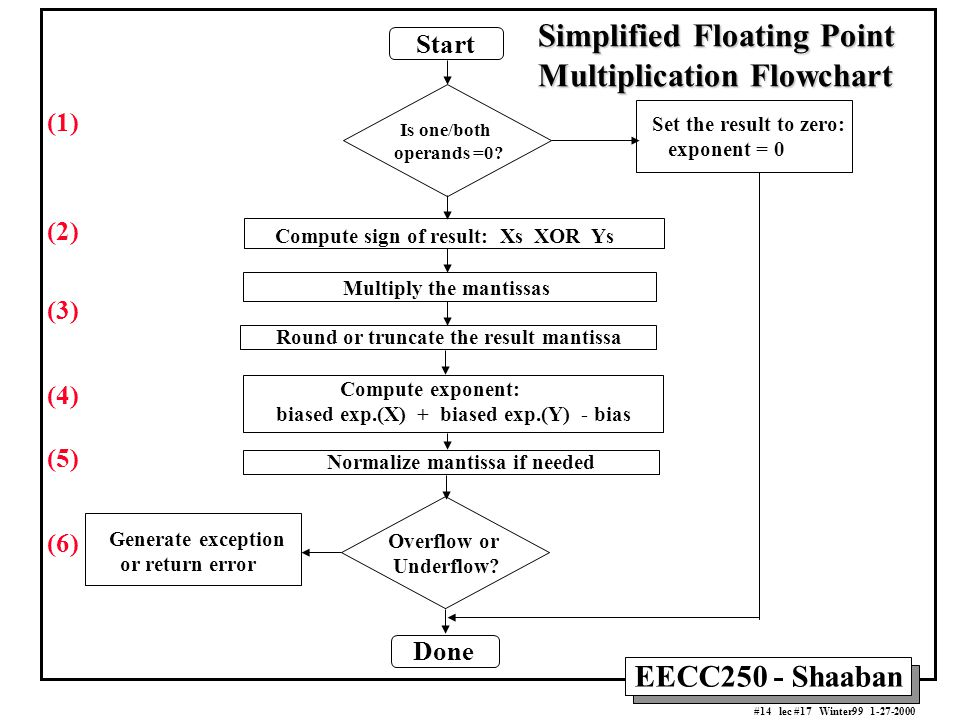 Simplified Floating Point
Multiplication Flowchart
Start
(1)
Is one/both
operands =0?
Set the result to zero:
exponent = 0
(2)
Compute sign of result: Xs XOR Ys
Multiply the mantissas
(3)
Round or truncate the result mantissa
(4)
Compute exponent:
biased exp.(X) + biased exp.(Y) - bias
(5)
Normalize mantissa if needed
(6)
Generate exception
or return error
Overflow or
Underflow?
Done
EECC250 - Shaaban
#14 lec #17 Winter99 1-27-2000